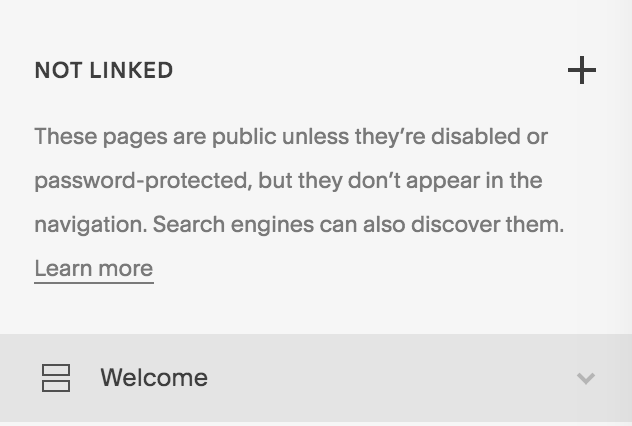 NOT LINKED
These pages are public unless they’re disabled or
password-protected, but they don’t appear in the
navigation. Search engines can also discover them.
Learn more
Welcome